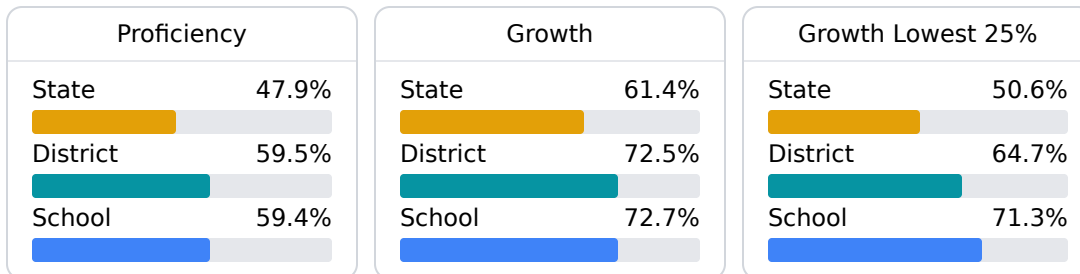 Proficiency
State 47.9%
District 59.5%
School 59.4%
Growth
State 61.4%
District 72.5%
School 72.7%
Growth Lowest 25%
State 50.6%
District 64.7%
School 71.3%